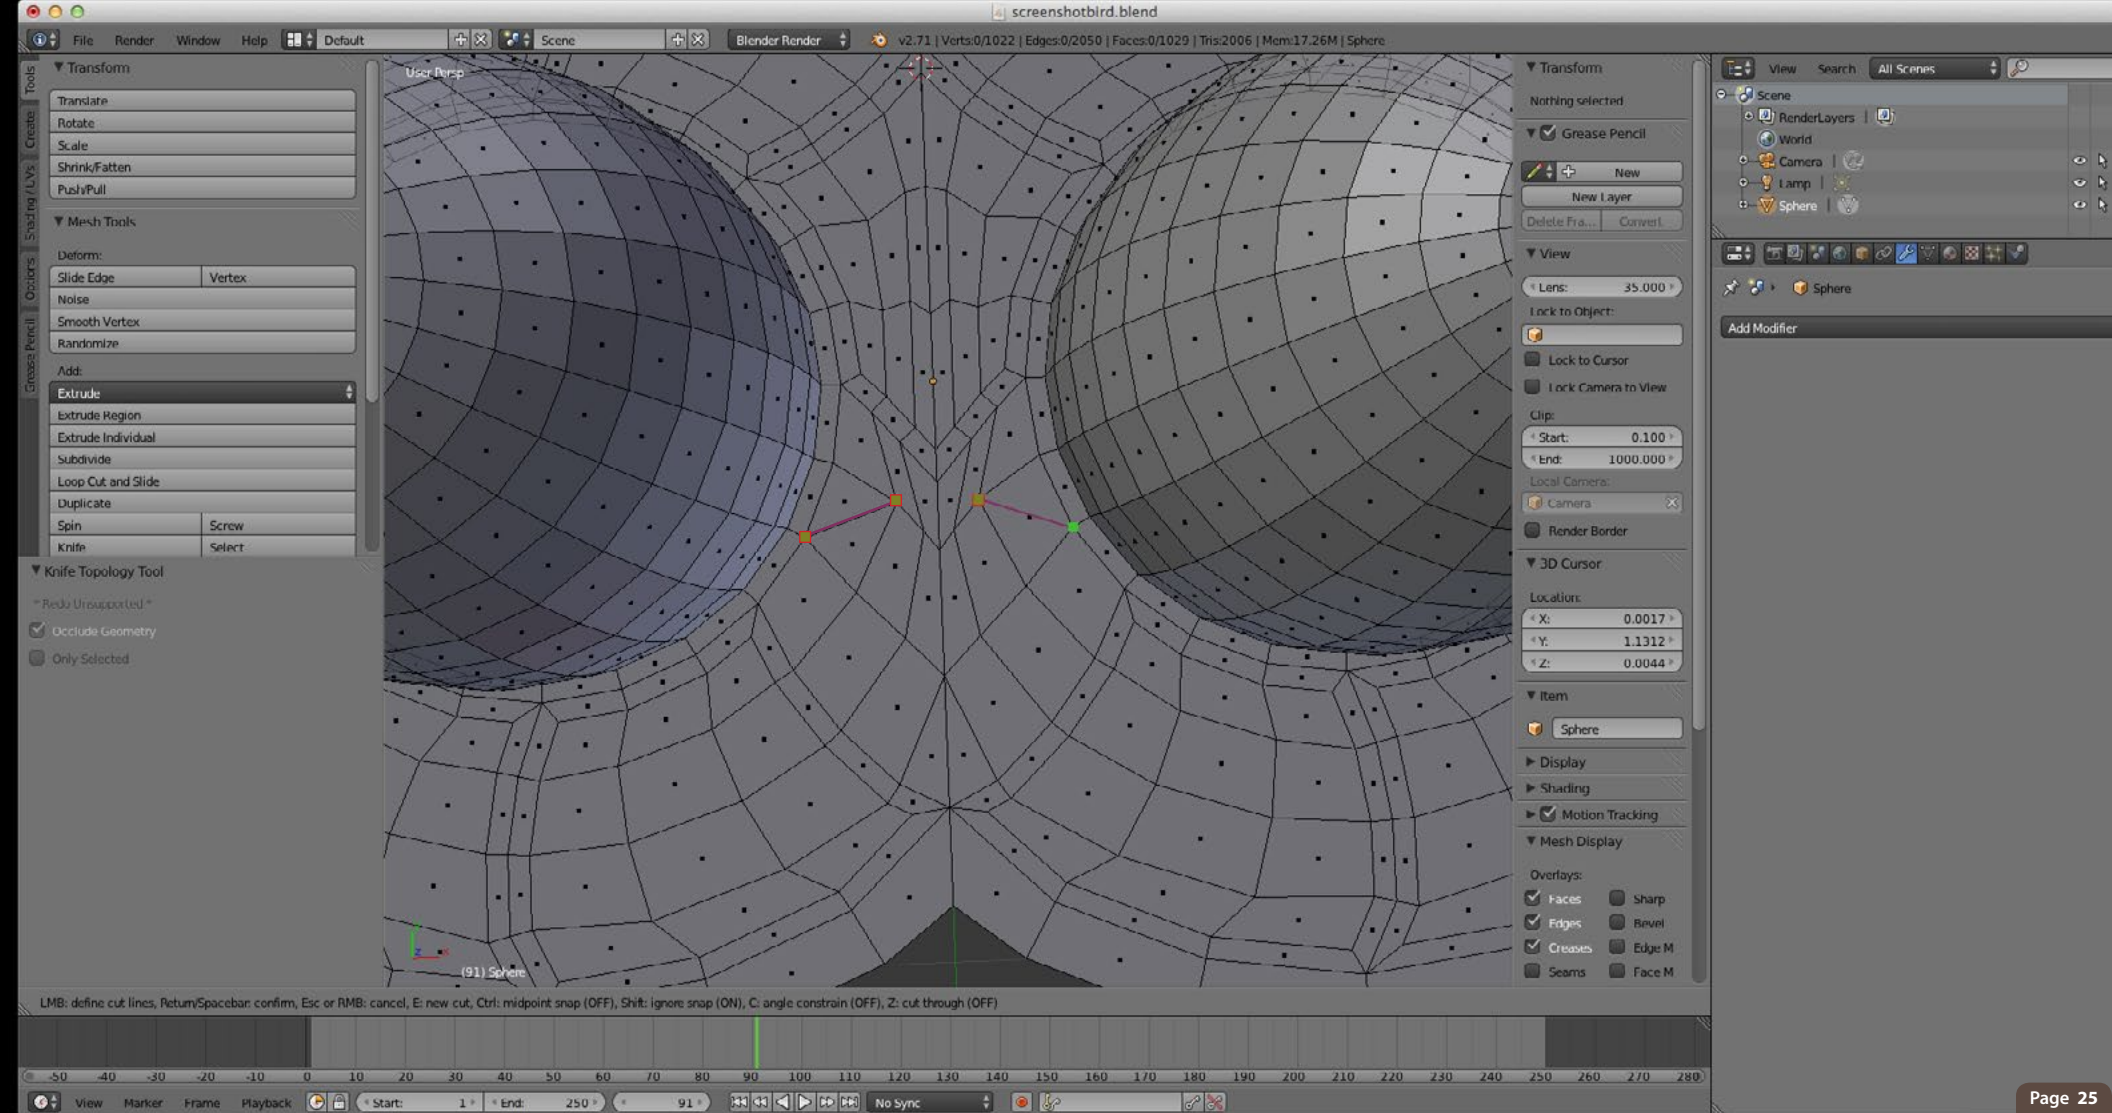 screenshotbird.blend
File Render Window Help Default Scene Blender Render v2.71 | Verts:0/1022 | Edges:0/2050 | Faces:0/1029 | Tris:2006 | Mem:17.26M | Sphere
Tools
Create
Shading / UVs
Options
Grease Pencil
Transform
Translate
Rotate
Scale
Shrink/Fatten
Push/Pull
Mesh Tools
Deform:
Slide Edge Vertex
Noise
Smooth Vertex
Randomize
Add:
Extrude
Extrude Region
Extrude Individual
Subdivide
Loop Cut and Slide
Duplicate
Spin Screw
Knife Select
Knife Topology Tool
* Redo Unsupported *
Occlude Geometry
Only Selected
User Persp
(91) Sphere
Transform
Nothing selected
Grease Pencil
New
New Layer
Delete Fra... Convert
View
Lens: 35.000
Lock to Object:
Lock to Cursor
Lock Camera to View
Clip:
Start: 0.100
End: 1000.000
Local Camera:
Camera
Render Border
3D Cursor
Location:
X: 0.0017
Y: 1.1312
Z: 0.0044
Item
Sphere
Display
Shading
Motion Tracking
Mesh Display
Overlays:
Faces Sharp
Edges Bevel
Creases Edge M
Seams Face M
View Search All Scenes
Scene
RenderLayers |
World
Camera |
Lamp |
Sphere |
Sphere
Add Modifier
LMB: define cut lines, Return/Spacebar: confirm, Esc or RMB: cancel, E: new cut, Ctrl: midpoint snap (OFF), Shift: ignore snap (ON), C: angle constrain (OFF), Z: cut through (OFF)
-50 -40 -30 -20 -10 0 10 20 30 40 50 60 70 80 90 100 110 120 130 140 150 160 170 180 190 200 210 220 230 240 250 260 270 280
View Marker Frame Playback Start: 1 End: 250 91 No Sync
Page 25